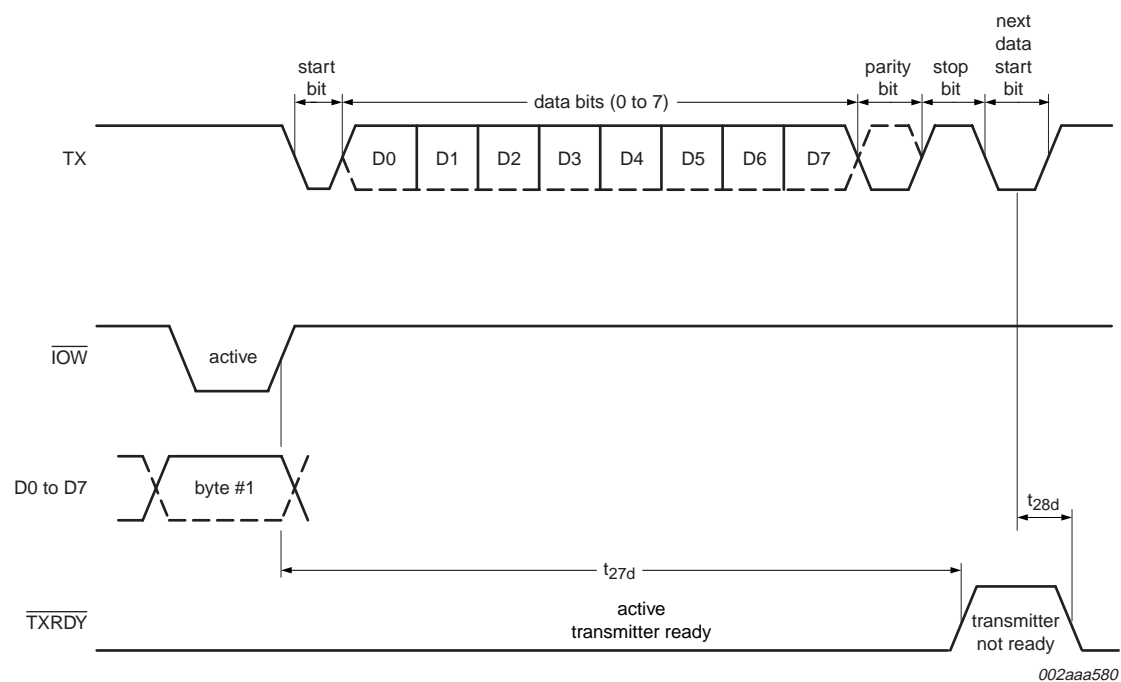 start
bit
data bits (0 to 7)
parity
bit
stop
bit
next
data
start
bit
TX
D0
D1
D2
D3
D4
D5
D6
D7
IOW
active
D0 to D7
byte #1
t28d
t27d
TXRDY
active
transmitter ready
transmitter
not ready
002aaa580